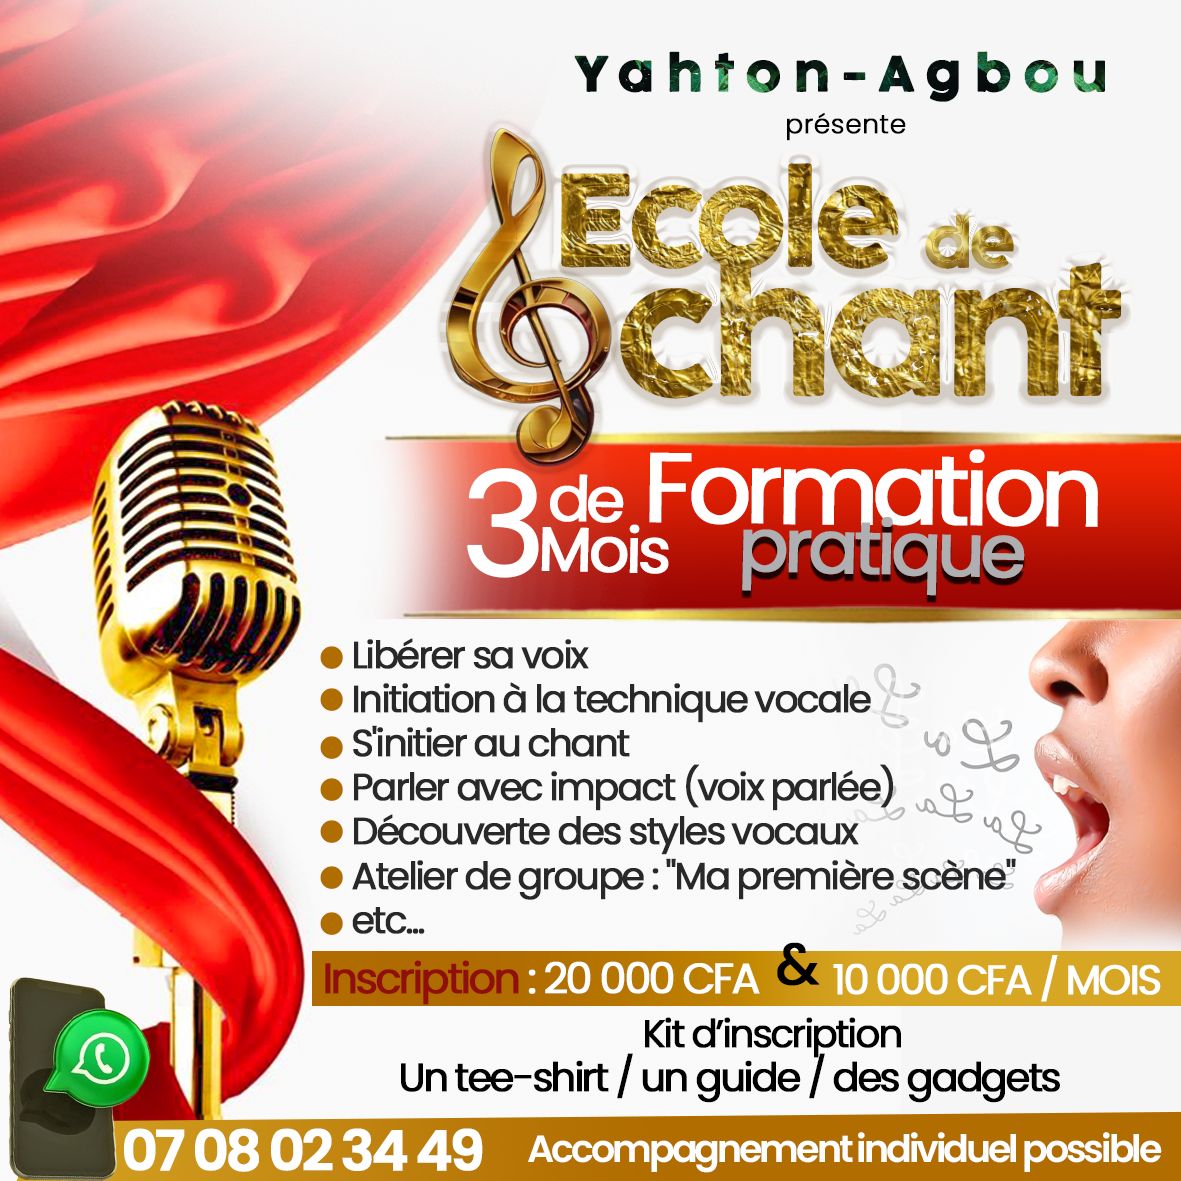 Yahton-Agbou
présente
Ecole de
chant
3 de Formation
Mois pratique
Libérer sa voix
Initiation à la technique vocale
S'initier au chant
Parler avec impact (voix parlée)
Découverte des styles vocaux
Atelier de groupe : "Ma première scène"
etc...
Inscription : 20 000 CFA & 10 000 CFA / MOIS
Kit d'inscription
Un tee-shirt / un guide / des gadgets
07 08 02 34 49 Accompagnement individuel possible